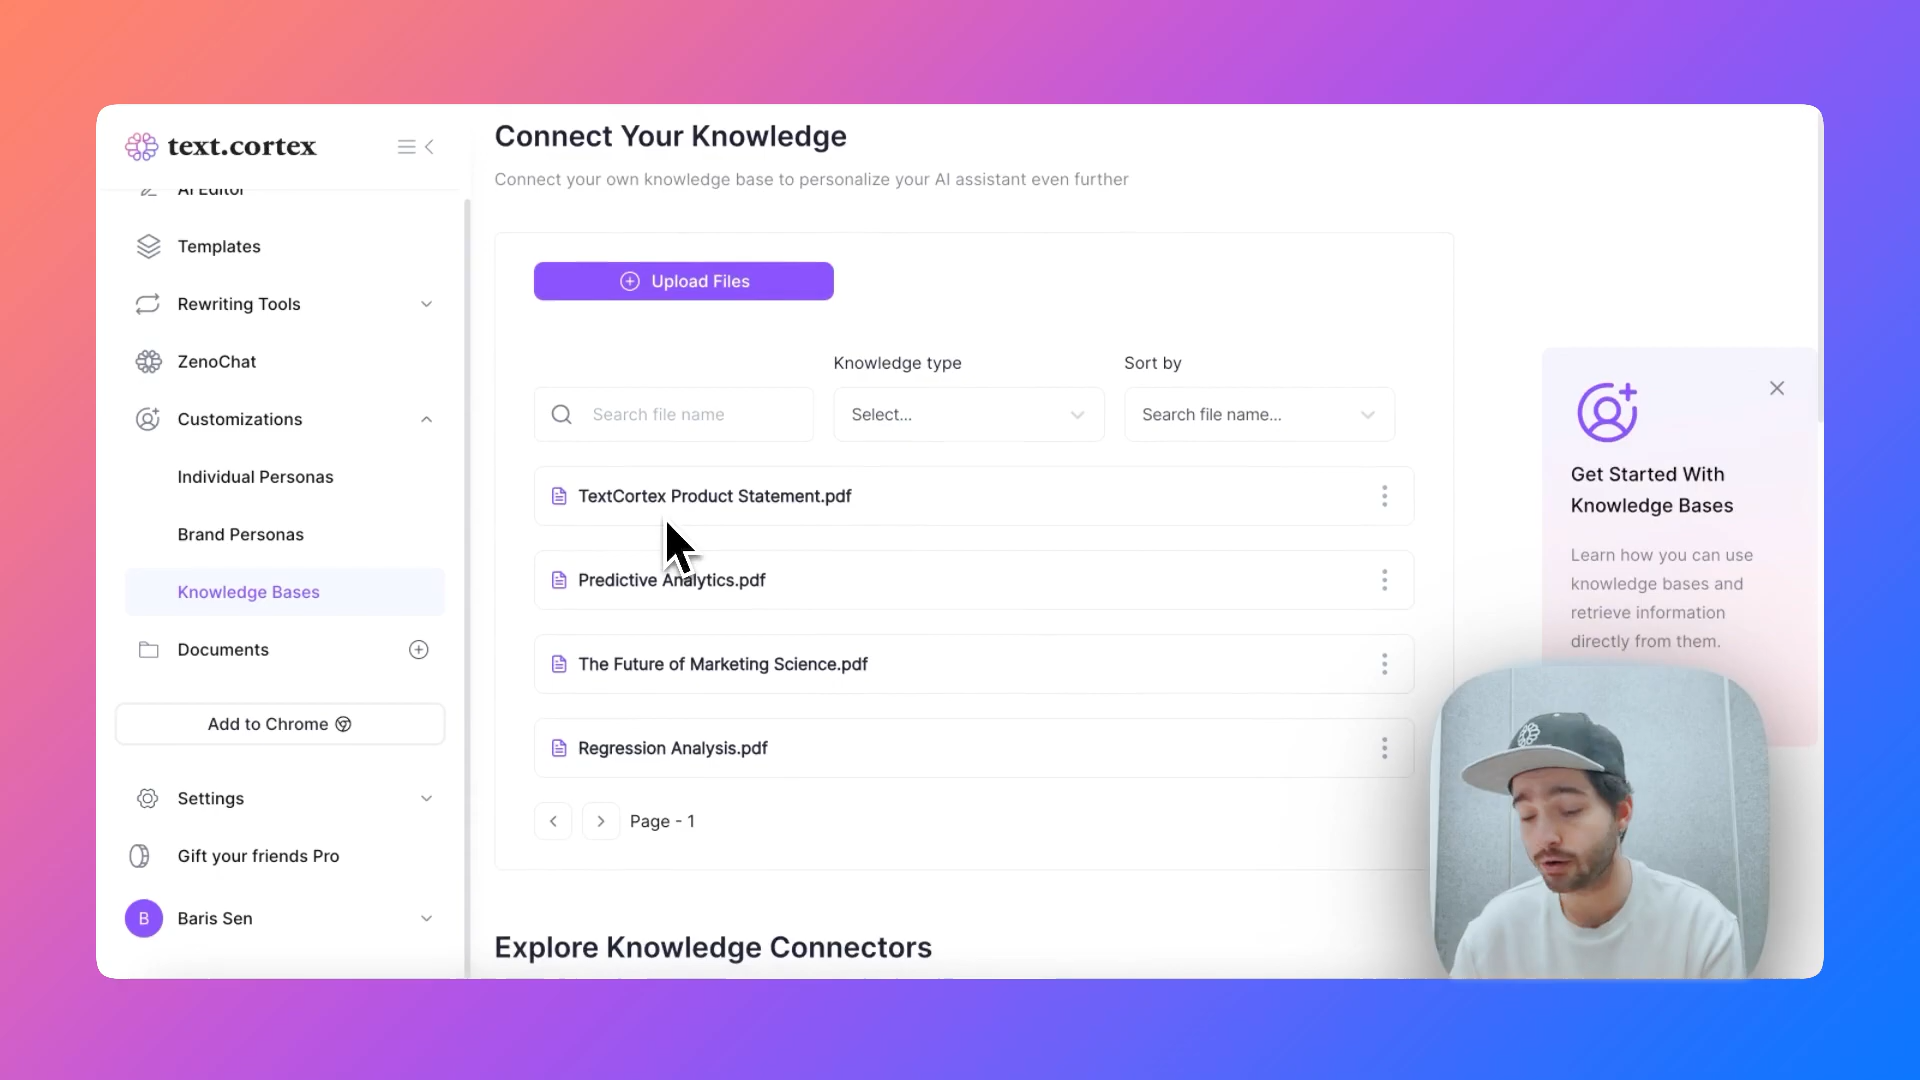 text.cortex
AI Editor
Templates
Rewriting Tools
ZenoChat
Customizations
Individual Personas
Brand Personas
Knowledge Bases
Documents
Add to Chrome
Settings
Gift your friends Pro
B
Baris Sen
Connect Your Knowledge
Connect your own knowledge base to personalize your AI assistant even further
Upload Files
Knowledge type
Sort by
Search file name
Select...
Search file name...
TextCortex Product Statement.pdf
Predictive Analytics.pdf
The Future of Marketing Science.pdf
Regression Analysis.pdf
Page - 1
Explore Knowledge Connectors
Get Started With
Knowledge Bases
Learn how you can use
knowledge bases and
retrieve information
directly from them.